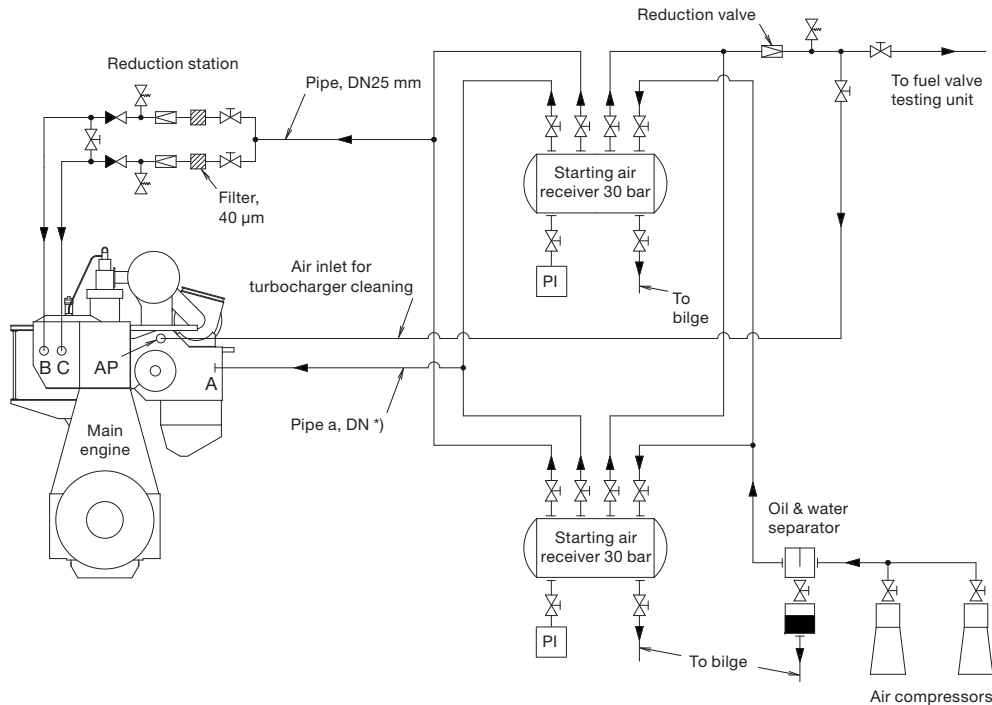 Reduction valve
Reduction station
Pipe, DN25 mm
To fuel valve
testing unit
Starting air
receiver 30 bar
Filter,
40 µm
PI
To
bilge
Air inlet for
turbocharger cleaning
B C AP A
Pipe a, DN *)
Main
engine
Oil & water
separator
Starting air
receiver 30 bar
PI
To bilge
Air compressors